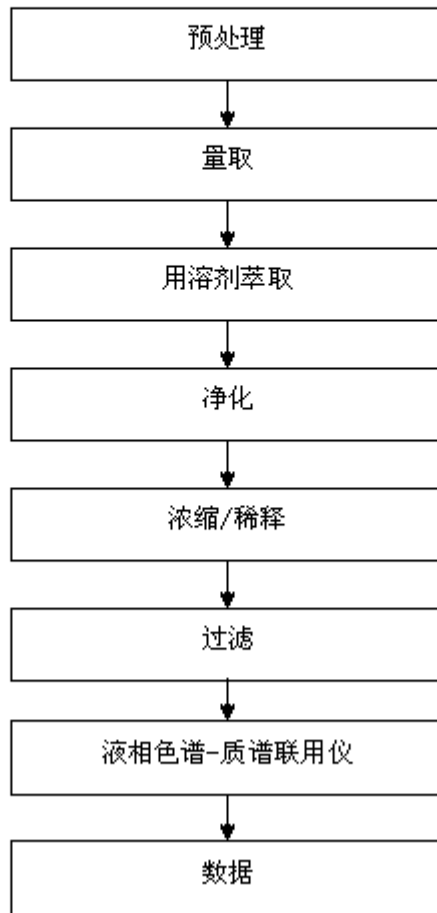 预处理
量取
用溶剂萃取
净化
浓缩/稀释
过滤
液相色谱-质谱联用仪
数据